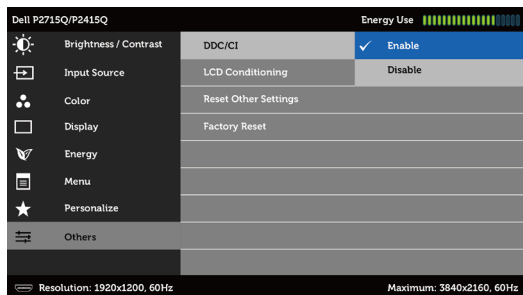 Dell P2715Q/P2415Q Energy Use
Brightness / Contrast DDC/CI Enable
Input Source LCD Conditioning Disable
Color Reset Other Settings
Display Factory Reset
Energy
Menu
Personalize
Others
Resolution: 1920x1200, 60Hz Maximum: 3840x2160, 60Hz